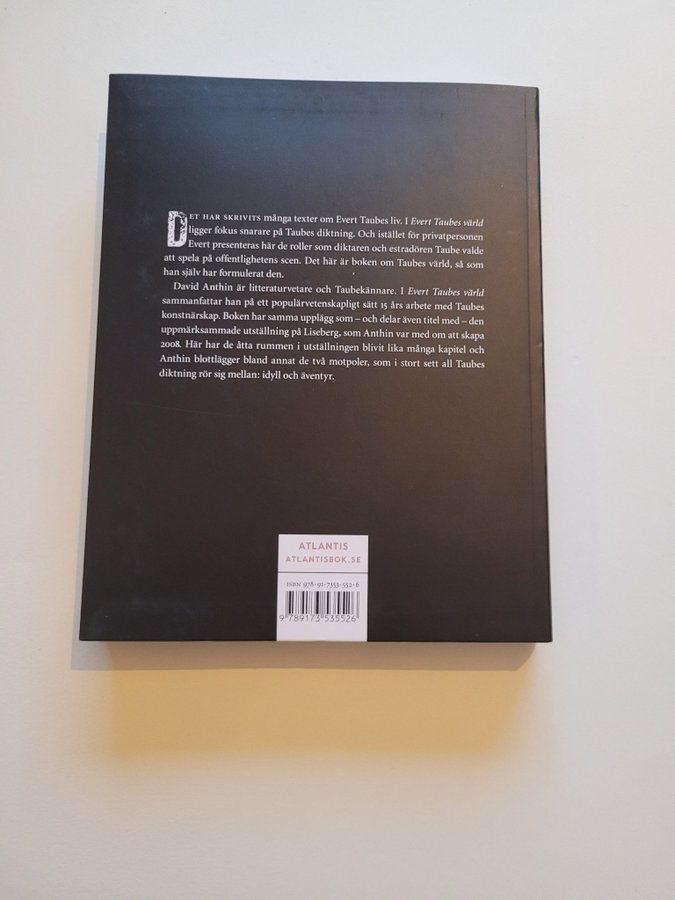 DET HAR SKRIVITS många texter om Evert Taubes liv. I Evert Taubes värld
ligger fokus snarare på Taubes diktning. Och istället för privatpersonen
Evert presenteras här de roller som diktaren och estradören Taube valde
att spela på offentlighetens scen. Det här är boken om Taubes värld, så som
han själv har formulerat den.
David Anthin är litteraturvetare och Taubekännare. I Evert Taubes värld
sammanfattar han på ett populärvetenskapligt sätt 15 års arbete med Taubes
konstnärskap. Boken har samma upplägg som – och delar även titel med – den
uppmärksammade utställning på Liseberg, som Anthin var med om att skapa
2008. Här har de åtta rummen i utställningen blivit lika många kapitel och
Anthin blottlägger bland annat de två motpoler, som i stort sett all Taubes
diktning rör sig mellan: idyll och äventyr.
ATLANTIS
ATLANTISBOK.SE
ISBN 978-91-7353-552-6
9 789173 535526